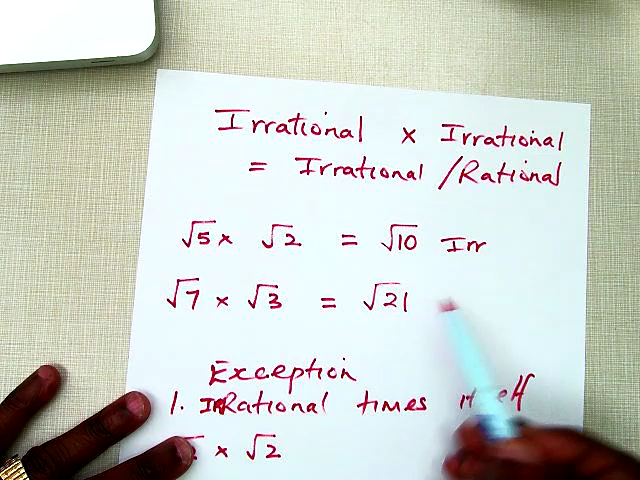 Irrational × Irrational
= Irrational / Rational
√5 × √2 = √10 Irr
√7 × √3 = √21
Exception
1. IRRational times itself
× √2